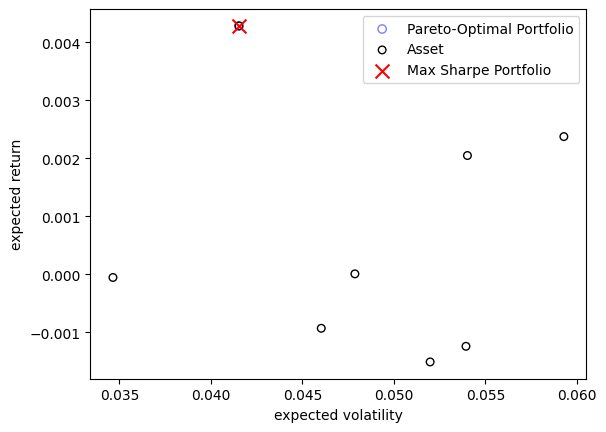 0.004
0.003
0.002
0.001
0.000
−0.001
expected return
0.035
0.040
0.045
0.050
0.055
0.060
expected volatility
Pareto-Optimal Portfolio
Asset
Max Sharpe Portfolio